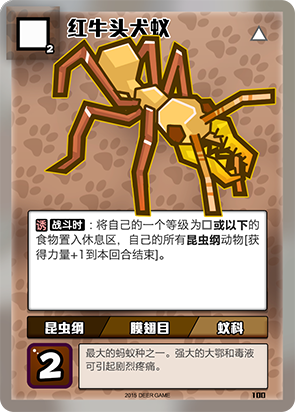 红牛头犬蚁
2
诱 战斗时：将自己的一个等级为口或以下的
食物置入休息区，自己的所有昆虫纲动物[获
得力量+1到本回合结束]。
昆虫纲 膜翅目 蚁科
2
最大的蚂蚁种之一。强大的大鄂和毒液
可引起剧烈疼痛。
2015 DEER GAME
100